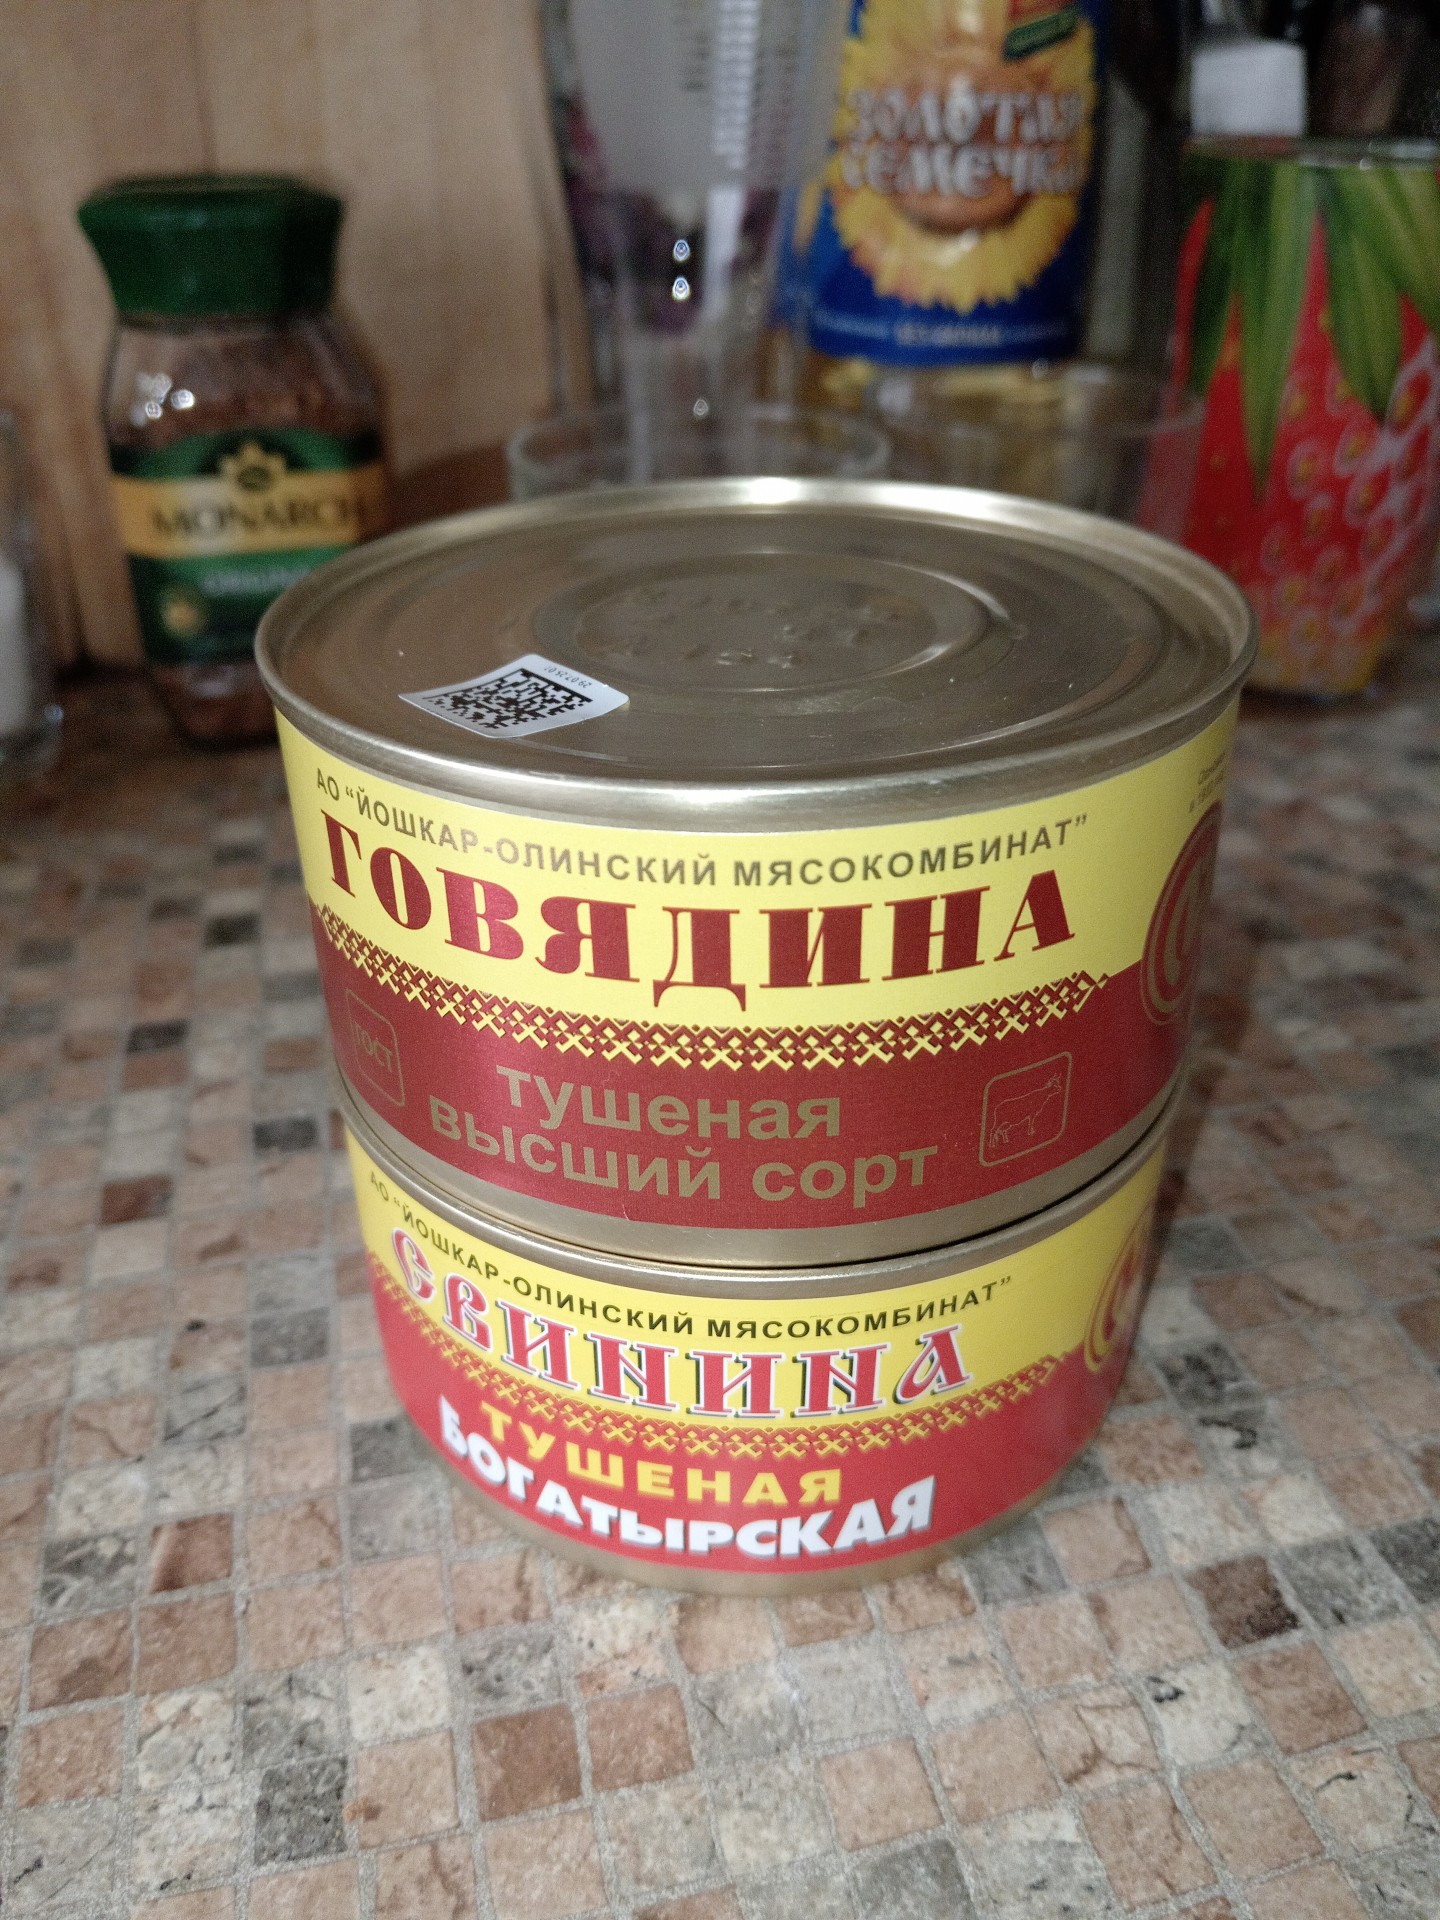 ЗОЛОТАЯ
СЕМЕЧКА
MONARCH
ORIGINAL
АО "ЙОШКАР-ОЛИНСКИЙ МЯСОКОМБИНАТ"
ГОВЯДИНА
ГОСТ
тушеная
высший сорт
АО "ЙОШКАР-ОЛИНСКИЙ МЯСОКОМБИНАТ"
СВИНИНА
ТУШЕНАЯ
БОГАТЫРСКАЯ